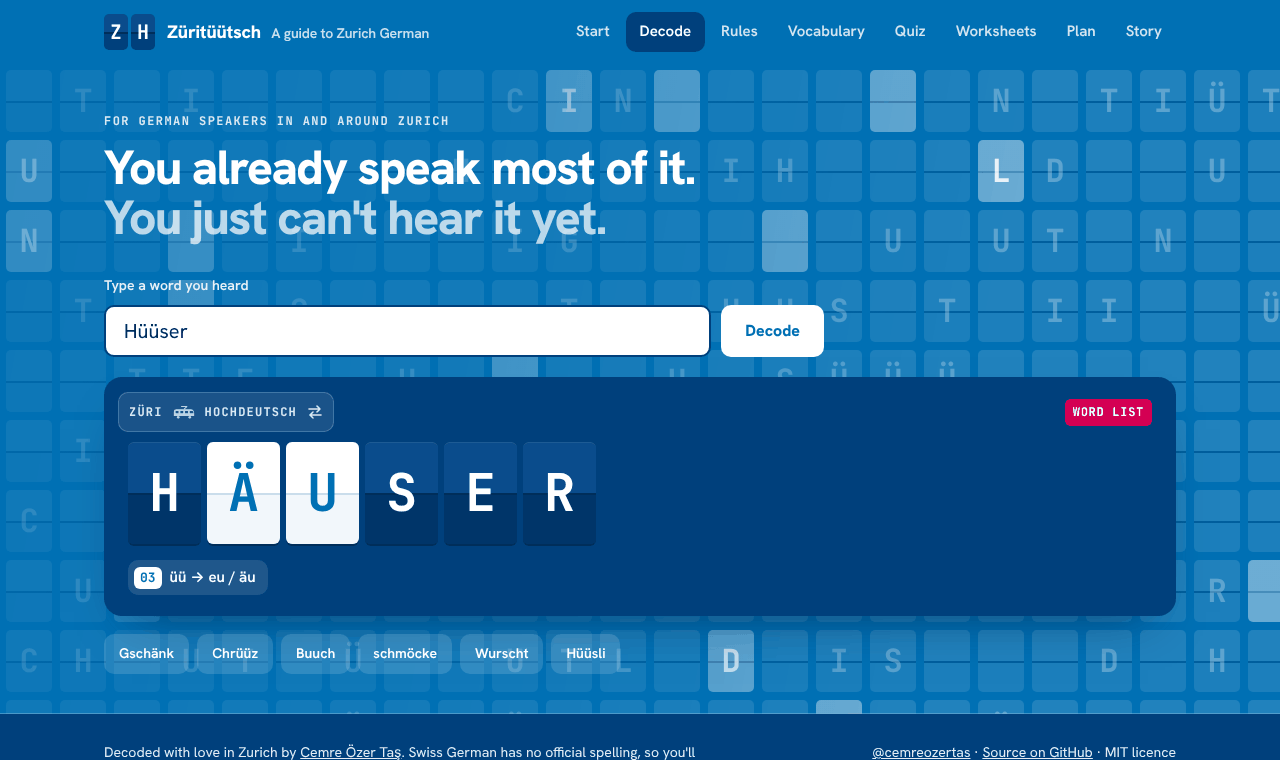 ZH Züritüütsch A guide to Zurich German Start Decode Rules Vocabulary Quiz Worksheets Plan Story
FOR GERMAN SPEAKERS IN AND AROUND ZURICH
You already speak most of it.
You just can't hear it yet.
Type a word you heard
Hüüser Decode
ZÜRI HOCHDEUTSCH WORD LIST
HÄUSER
03 üü → eu / äu
Gschänk Chrüüz Buuch schmöcke Wurscht Hüüsli
Decoded with love in Zurich by Cemre Özer Taş. Swiss German has no official spelling, so you'll
@cemreozertas · Source on GitHub · MIT licence